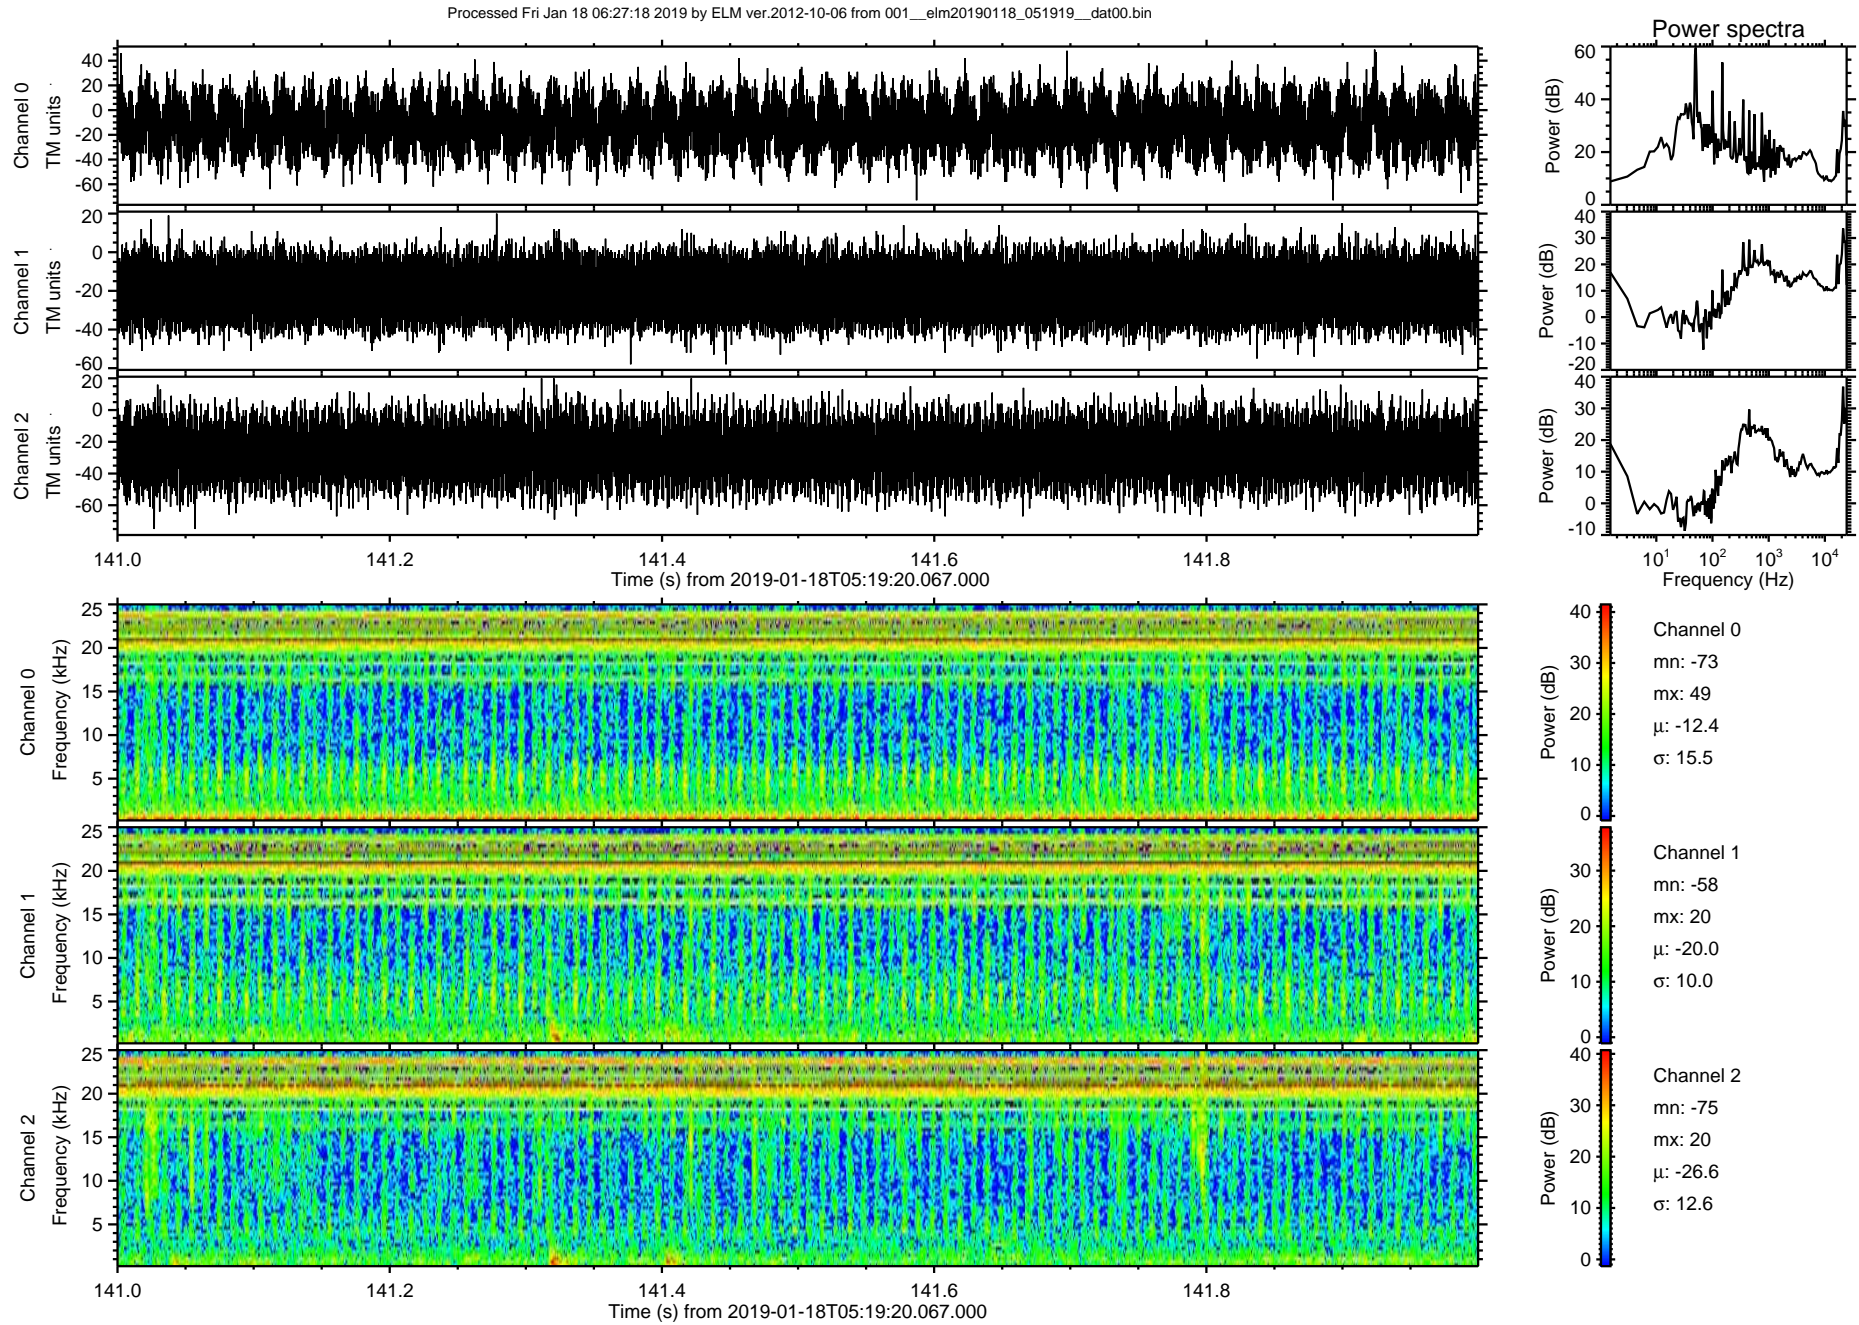 Processed Fri Jan 18 06:27:18 2019 by ELM ver.2012-10-06 from 001__elm20190118_051919__dat00.bin
Power spectra
Channel 0
TM units
40
20
0
-20
-40
-60
Power (dB)
60
40
20
0
Channel 1
TM units
20
0
-20
-40
-60
Power (dB)
40
30
20
10
0
-10
-20
Channel 2
TM units
20
0
-20
-40
-60
Power (dB)
40
30
20
10
0
-10
141.0 141.2 141.4 141.6 141.8
Time (s) from 2019-01-18T05:19:20.067.000
10^1 10^2 10^3 10^4
Frequency (Hz)
Channel 0
Frequency (kHz)
25
20
15
10
5
Power (dB)
40
30
20
10
0
Channel 0
mn: -73
mx: 49
μ: -12.4
σ: 15.5
Channel 1
Frequency (kHz)
25
20
15
10
5
Power (dB)
30
20
10
0
Channel 1
mn: -58
mx: 20
μ: -20.0
σ: 10.0
Channel 2
Frequency (kHz)
25
20
15
10
5
Power (dB)
40
30
20
10
0
Channel 2
mn: -75
mx: 20
μ: -26.6
σ: 12.6
141.0 141.2 141.4 141.6 141.8
Time (s) from 2019-01-18T05:19:20.067.000